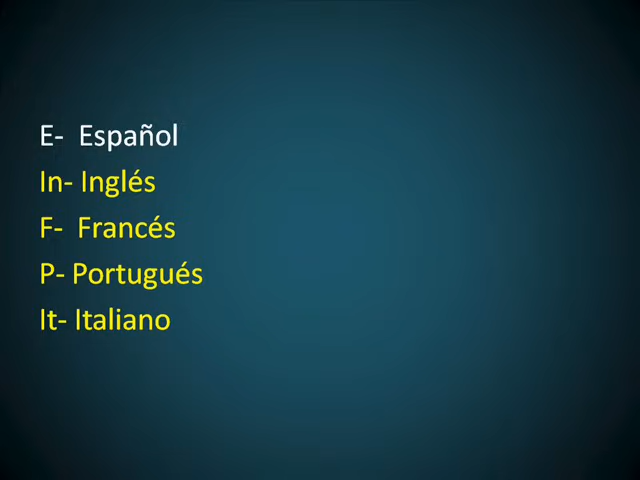 E- Español
In- Inglés
F- Francés
P- Portugués
It- Italiano